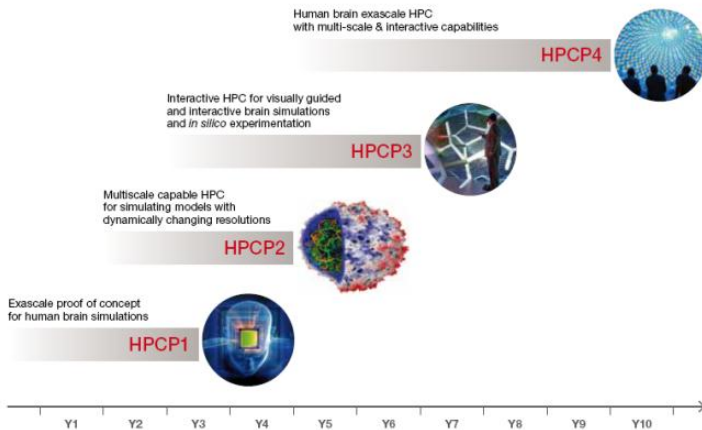 Human brain exascale HPC
with multi-scale & interactive capabilities
HPCP4
Interactive HPC for visually guided
and interactive brain simulations
and in silico experimentation
HPCP3
Multiscale capable HPC
for simulating models with
dynamically changing resolutions
HPCP2
Exascale proof of concept
for human brain simulations
HPCP1
Y1 Y2 Y3 Y4 Y5 Y6 Y7 Y8 Y9 Y10